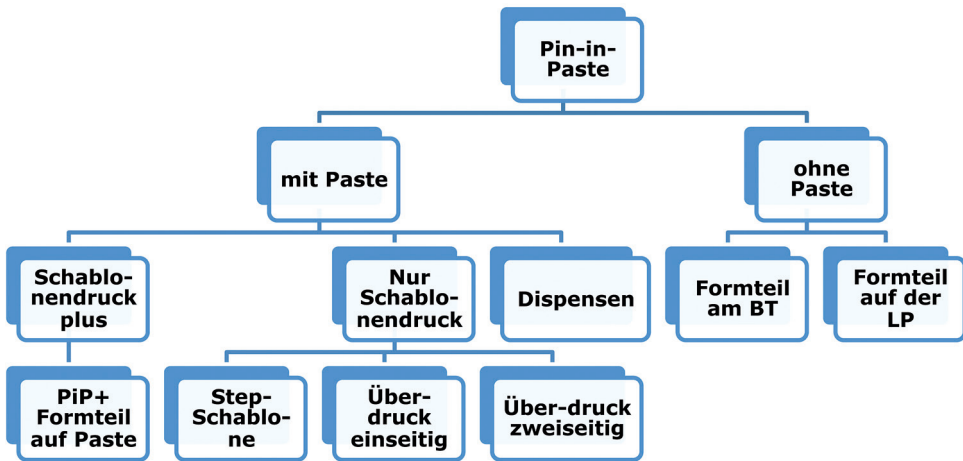 Pin-in-
Paste
mit Paste
ohne
Paste
Schablo-
nendruck
plus
Nur
Schablo-
nendruck
Dispensen
Formteil
am BT
Formteil
auf der
LP
PiP+
Formteil
auf Paste
Step-
Schablo-
ne
Über-
druck
einseitig
Über-druck
zweiseitig